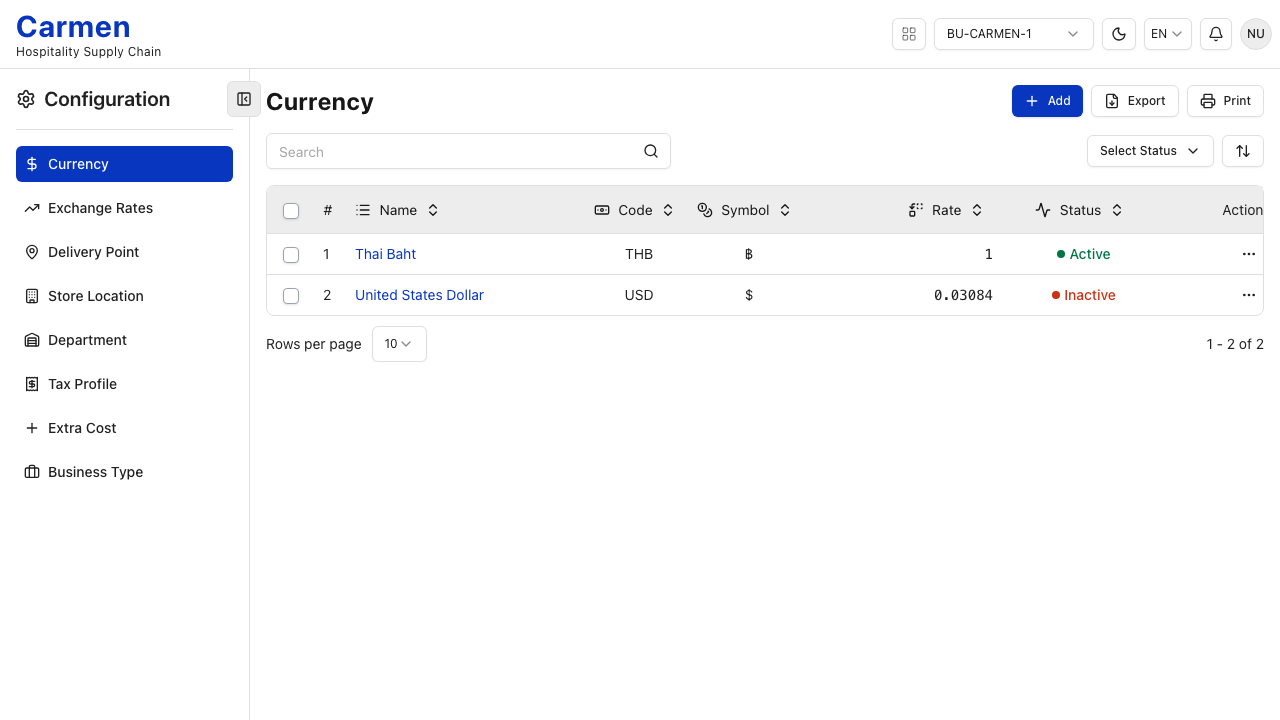 Carmen
Hospitality Supply Chain
BU-CARMEN-1
EN
NU
Configuration
Currency
Exchange Rates
Delivery Point
Store Location
Department
Tax Profile
Extra Cost
Business Type
Currency
Add
Export
Print
Search
Select Status
# Name Code Symbol Rate Status Action
1 Thai Baht THB ฿ 1 Active
2 United States Dollar USD $ 0.03084 Inactive
Rows per page 10
1 - 2 of 2